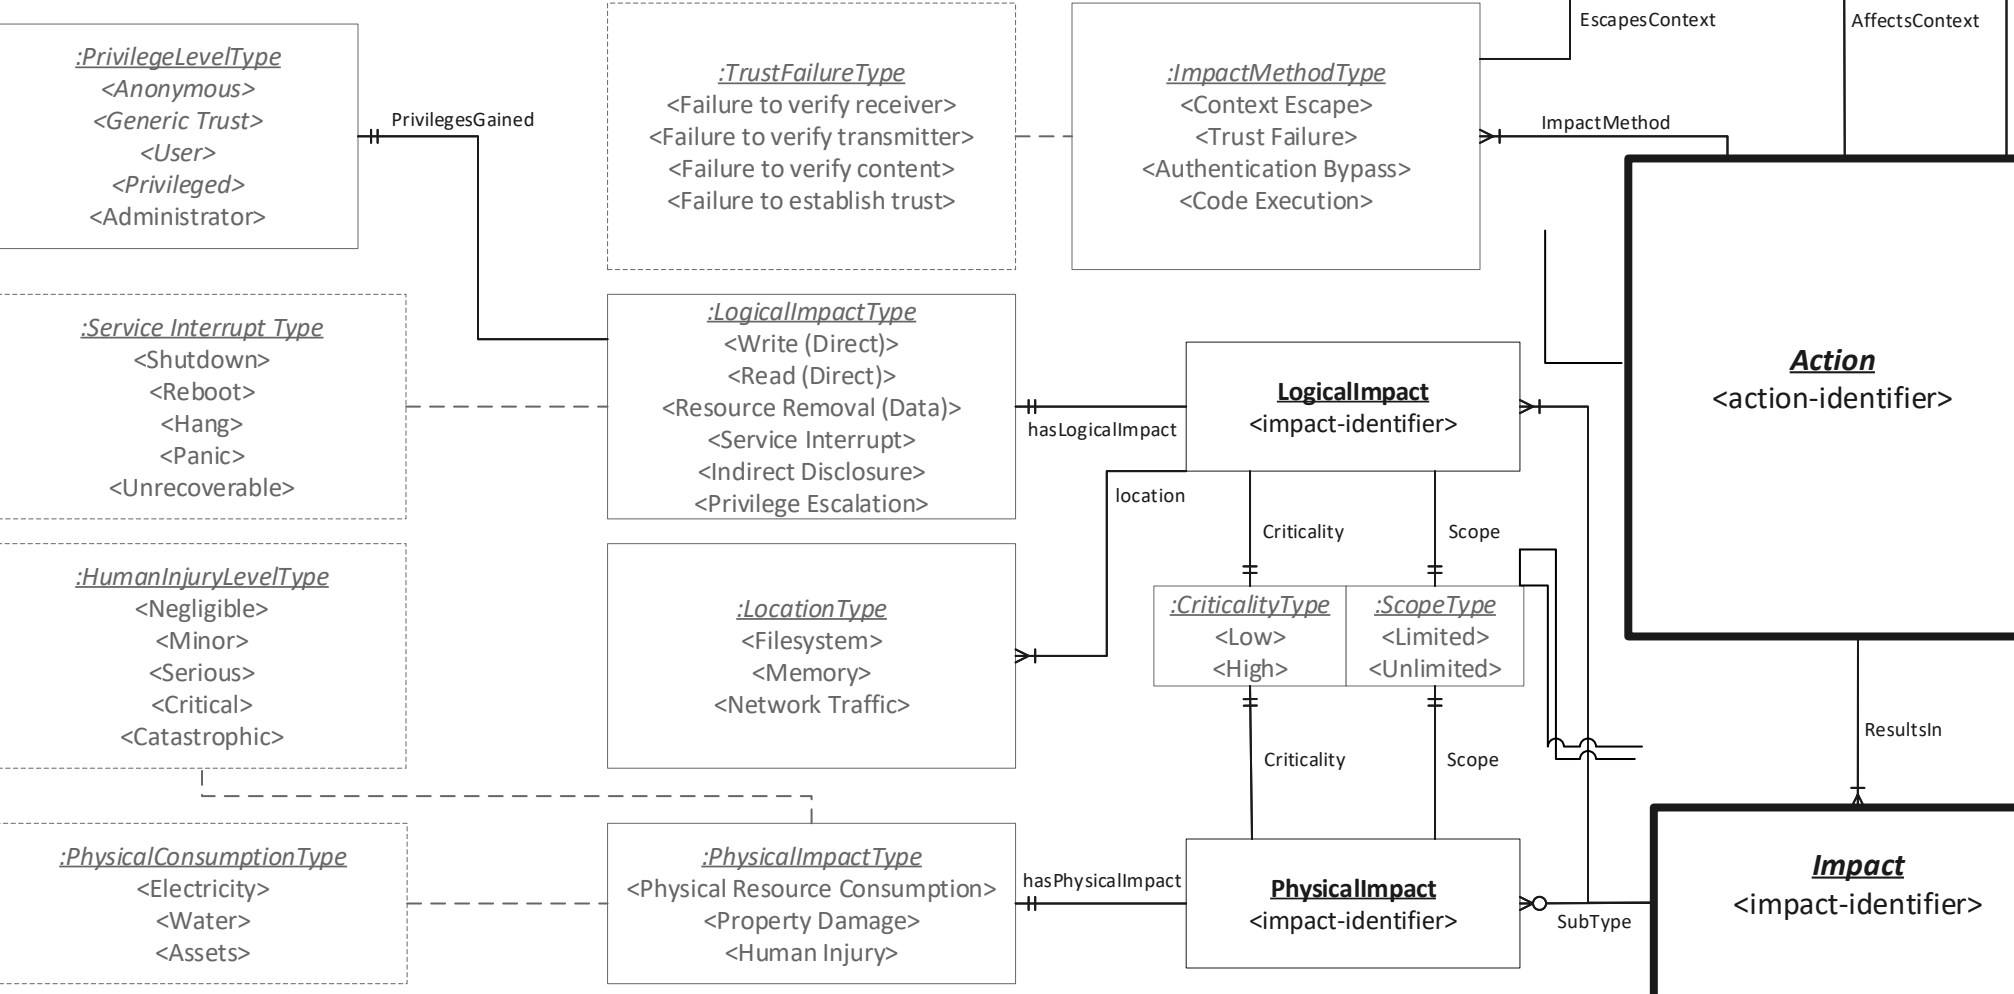 :PrivilegeLevelType
<Anonymous>
<Generic Trust>
<User>
<Privileged>
<Administrator>
PrivilegesGained
:TrustFailureType
<Failure to verify receiver>
<Failure to verify transmitter>
<Failure to verify content>
<Failure to establish trust>
:ImpactMethodType
<Context Escape>
<Trust Failure>
<Authentication Bypass>
<Code Execution>
EscapesContext
ImpactMethod
AffectsContext
:Service Interrupt Type
<Shutdown>
<Reboot>
<Hang>
<Panic>
<Unrecoverable>
:LogicalImpactType
<Write (Direct)>
<Read (Direct)>
<Resource Removal (Data)>
<Service Interrupt>
<Indirect Disclosure>
<Privilege Escalation>
hasLogicalImpact
LogicalImpact
<impact-identifier>
Action
<action-identifier>
location
Criticality
Scope
:HumanInjuryLevelType
<Negligible>
<Minor>
<Serious>
<Critical>
<Catastrophic>
:LocationType
<Filesystem>
<Memory>
<Network Traffic>
:CriticalityType
<Low>
<High>
:ScopeType
<Limited>
<Unlimited>
Criticality
Scope
ResultsIn
:PhysicalConsumptionType
<Electricity>
<Water>
<Assets>
:PhysicalImpactType
<Physical Resource Consumption>
<Property Damage>
<Human Injury>
hasPhysicalImpact
PhysicalImpact
<impact-identifier>
SubType
Impact
<impact-identifier>